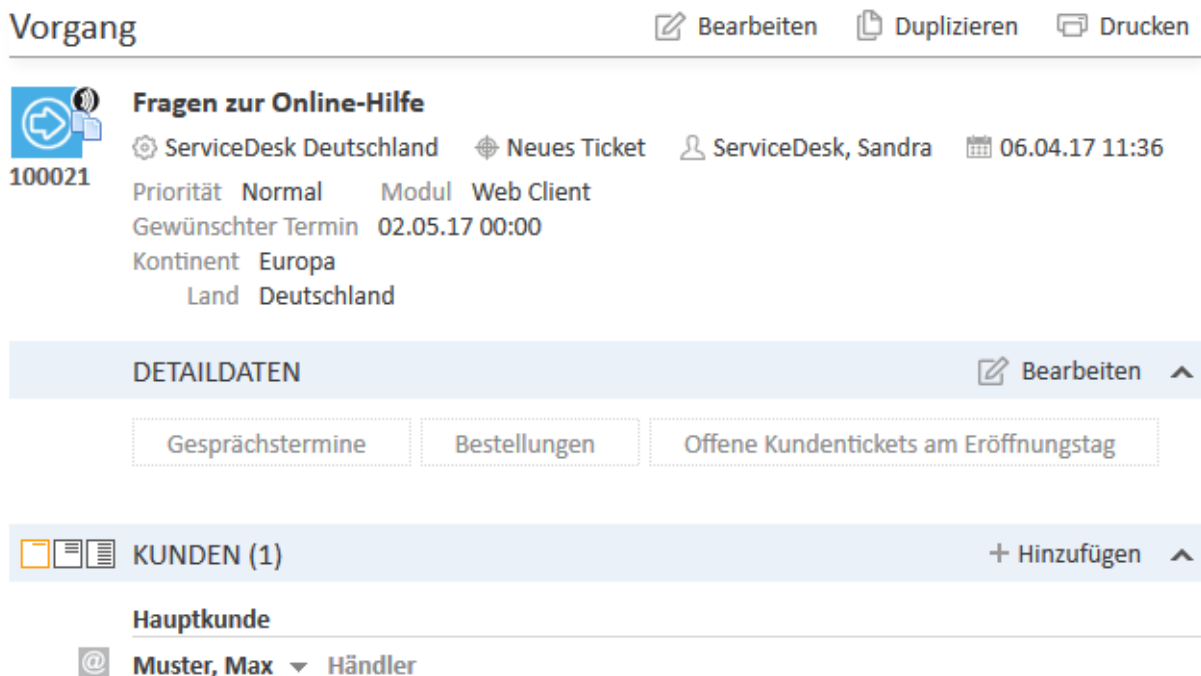 Vorgang Bearbeiten Duplizieren Drucken
Fragen zur Online-Hilfe
ServiceDesk Deutschland Neues Ticket ServiceDesk, Sandra 06.04.17 11:36
100021
Priorität Normal Modul Web Client
Gewünschter Termin 02.05.17 00:00
Kontinent Europa
Land Deutschland
DETAILDATEN Bearbeiten
Gesprächstermine Bestellungen Offene Kundentickets am Eröffnungstag
KUNDEN (1) + Hinzufügen
Hauptkunde
@ Muster, Max Händler